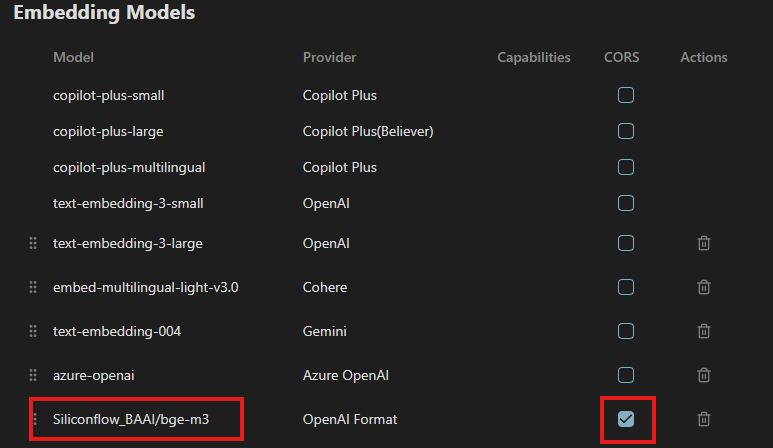 Embedding Models
Model Provider Capabilities CORS Actions
copilot-plus-small Copilot Plus
copilot-plus-large Copilot Plus(Believer)
copilot-plus-multilingual Copilot Plus
text-embedding-3-small OpenAI
text-embedding-3-large OpenAI
embed-multilingual-light-v3.0 Cohere
text-embedding-004 Gemini
azure-openai Azure OpenAI
Siliconflow_BAAI/bge-m3 OpenAI Format